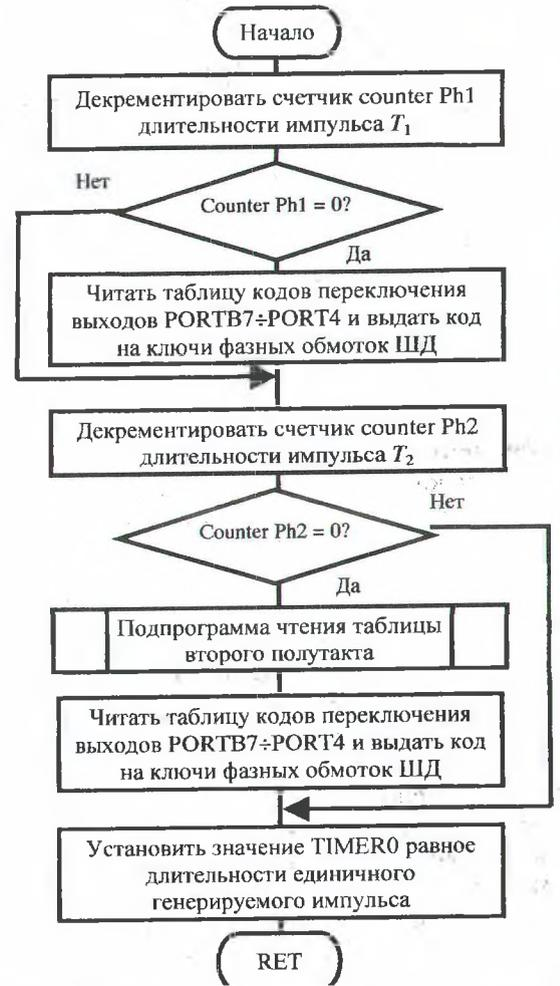 Начало
Декрементировать счетчик counter Ph1
длительности импульса T1
Нет
Counter Ph1 = 0?
Да
Читать таблицу кодов переключения
выходов PORTB7÷PORT4 и выдать код
на ключи фазных обмоток ШД
Декрементировать счетчик counter Ph2
длительности импульса T2
Нет
Counter Ph2 = 0?
Да
Подпрограмма чтения таблицы
второго полутакта
Читать таблицу кодов переключения
выходов PORTB7÷PORT4 и выдать код
на ключи фазных обмоток ШД
Установить значение TIMER0 равное
длительности единичного
генерируемого импульса
RET